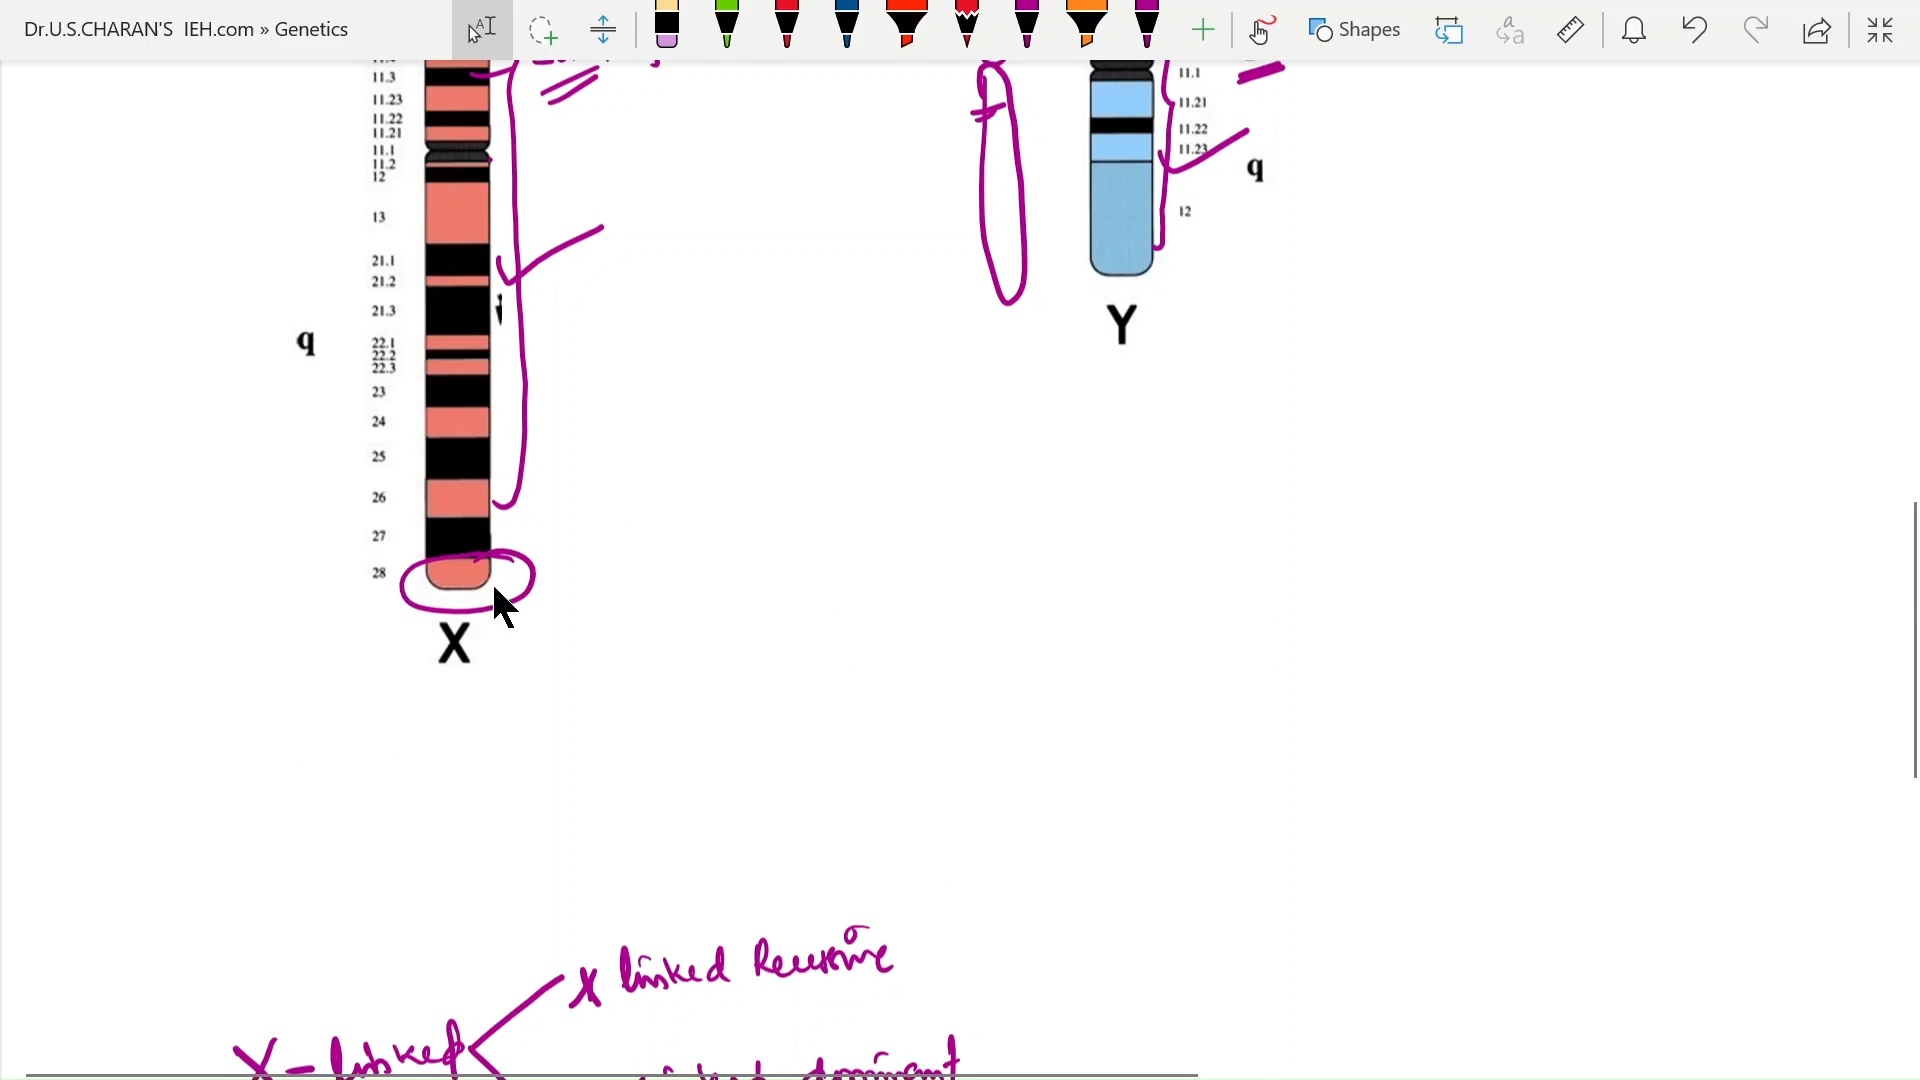 Dr.U.S.CHARAN'S IEH.com » Genetics
Shapes
11.3
11.23
11.22
11.21
11.1
11.2
12
13
21.1
21.2
21.3
22.1
22.2
22.3
23
24
25
26
27
28
q
X
11.1
11.21
11.22
11.23
12
q
Y
X linked Recessive
X - linked
linked dominant